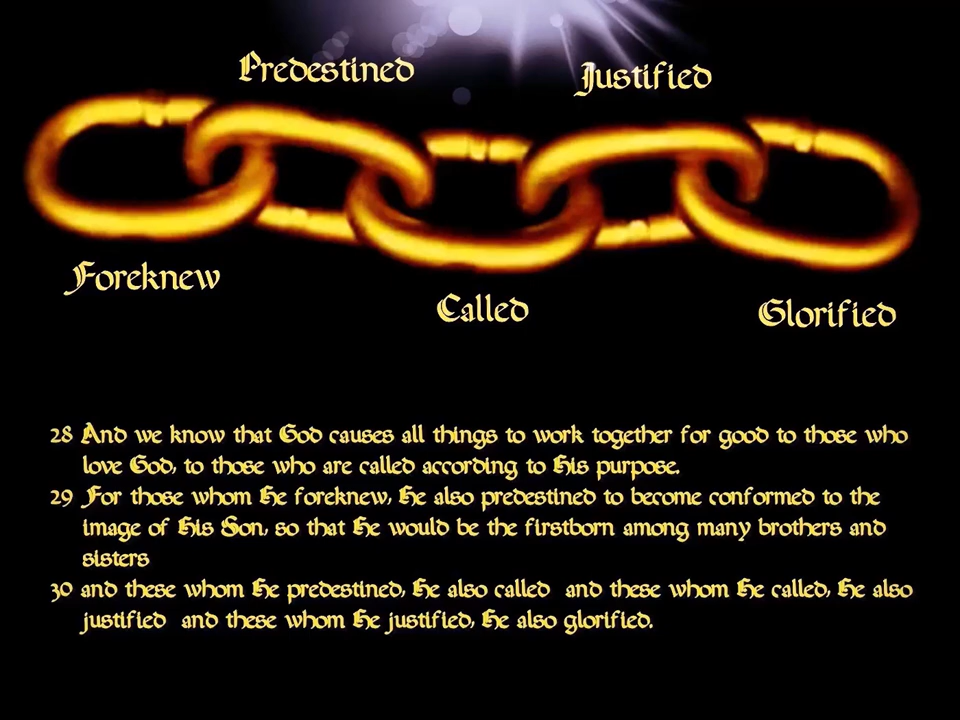 Predestined
Justified
Foreknew
Called
Glorified
28 And we know that God causes all things to work together for good to those who
love God, to those who are called according to His purpose.
29 For those whom He foreknew, He also predestined to become conformed to the
image of His Son, so that He would be the firstborn among many brothers and
sisters
30 and these whom He predestined, He also called and these whom He called, He also
justified and these whom He justified, He also glorified.